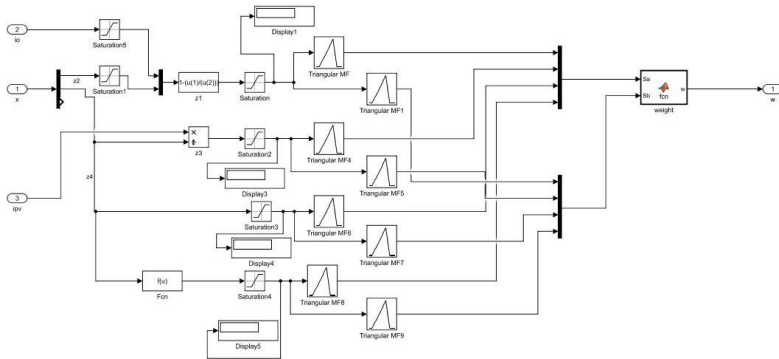 2
io
Saturation5
Display1
Triangular MF
1
x
z2
Saturation1
1-(u(1)/(u(2)))
z1
Saturation
Triangular MF1
Sa
Sb
fcn
w
weight
1
w
×
÷
z3
Saturation2
Triangular MF4
Display3
Triangular MF5
z4
3
ipv
Saturation3
Triangular MF6
Display4
Triangular MF7
f(u)
Fcn
Saturation4
Triangular MF8
Display5
Triangular MF9